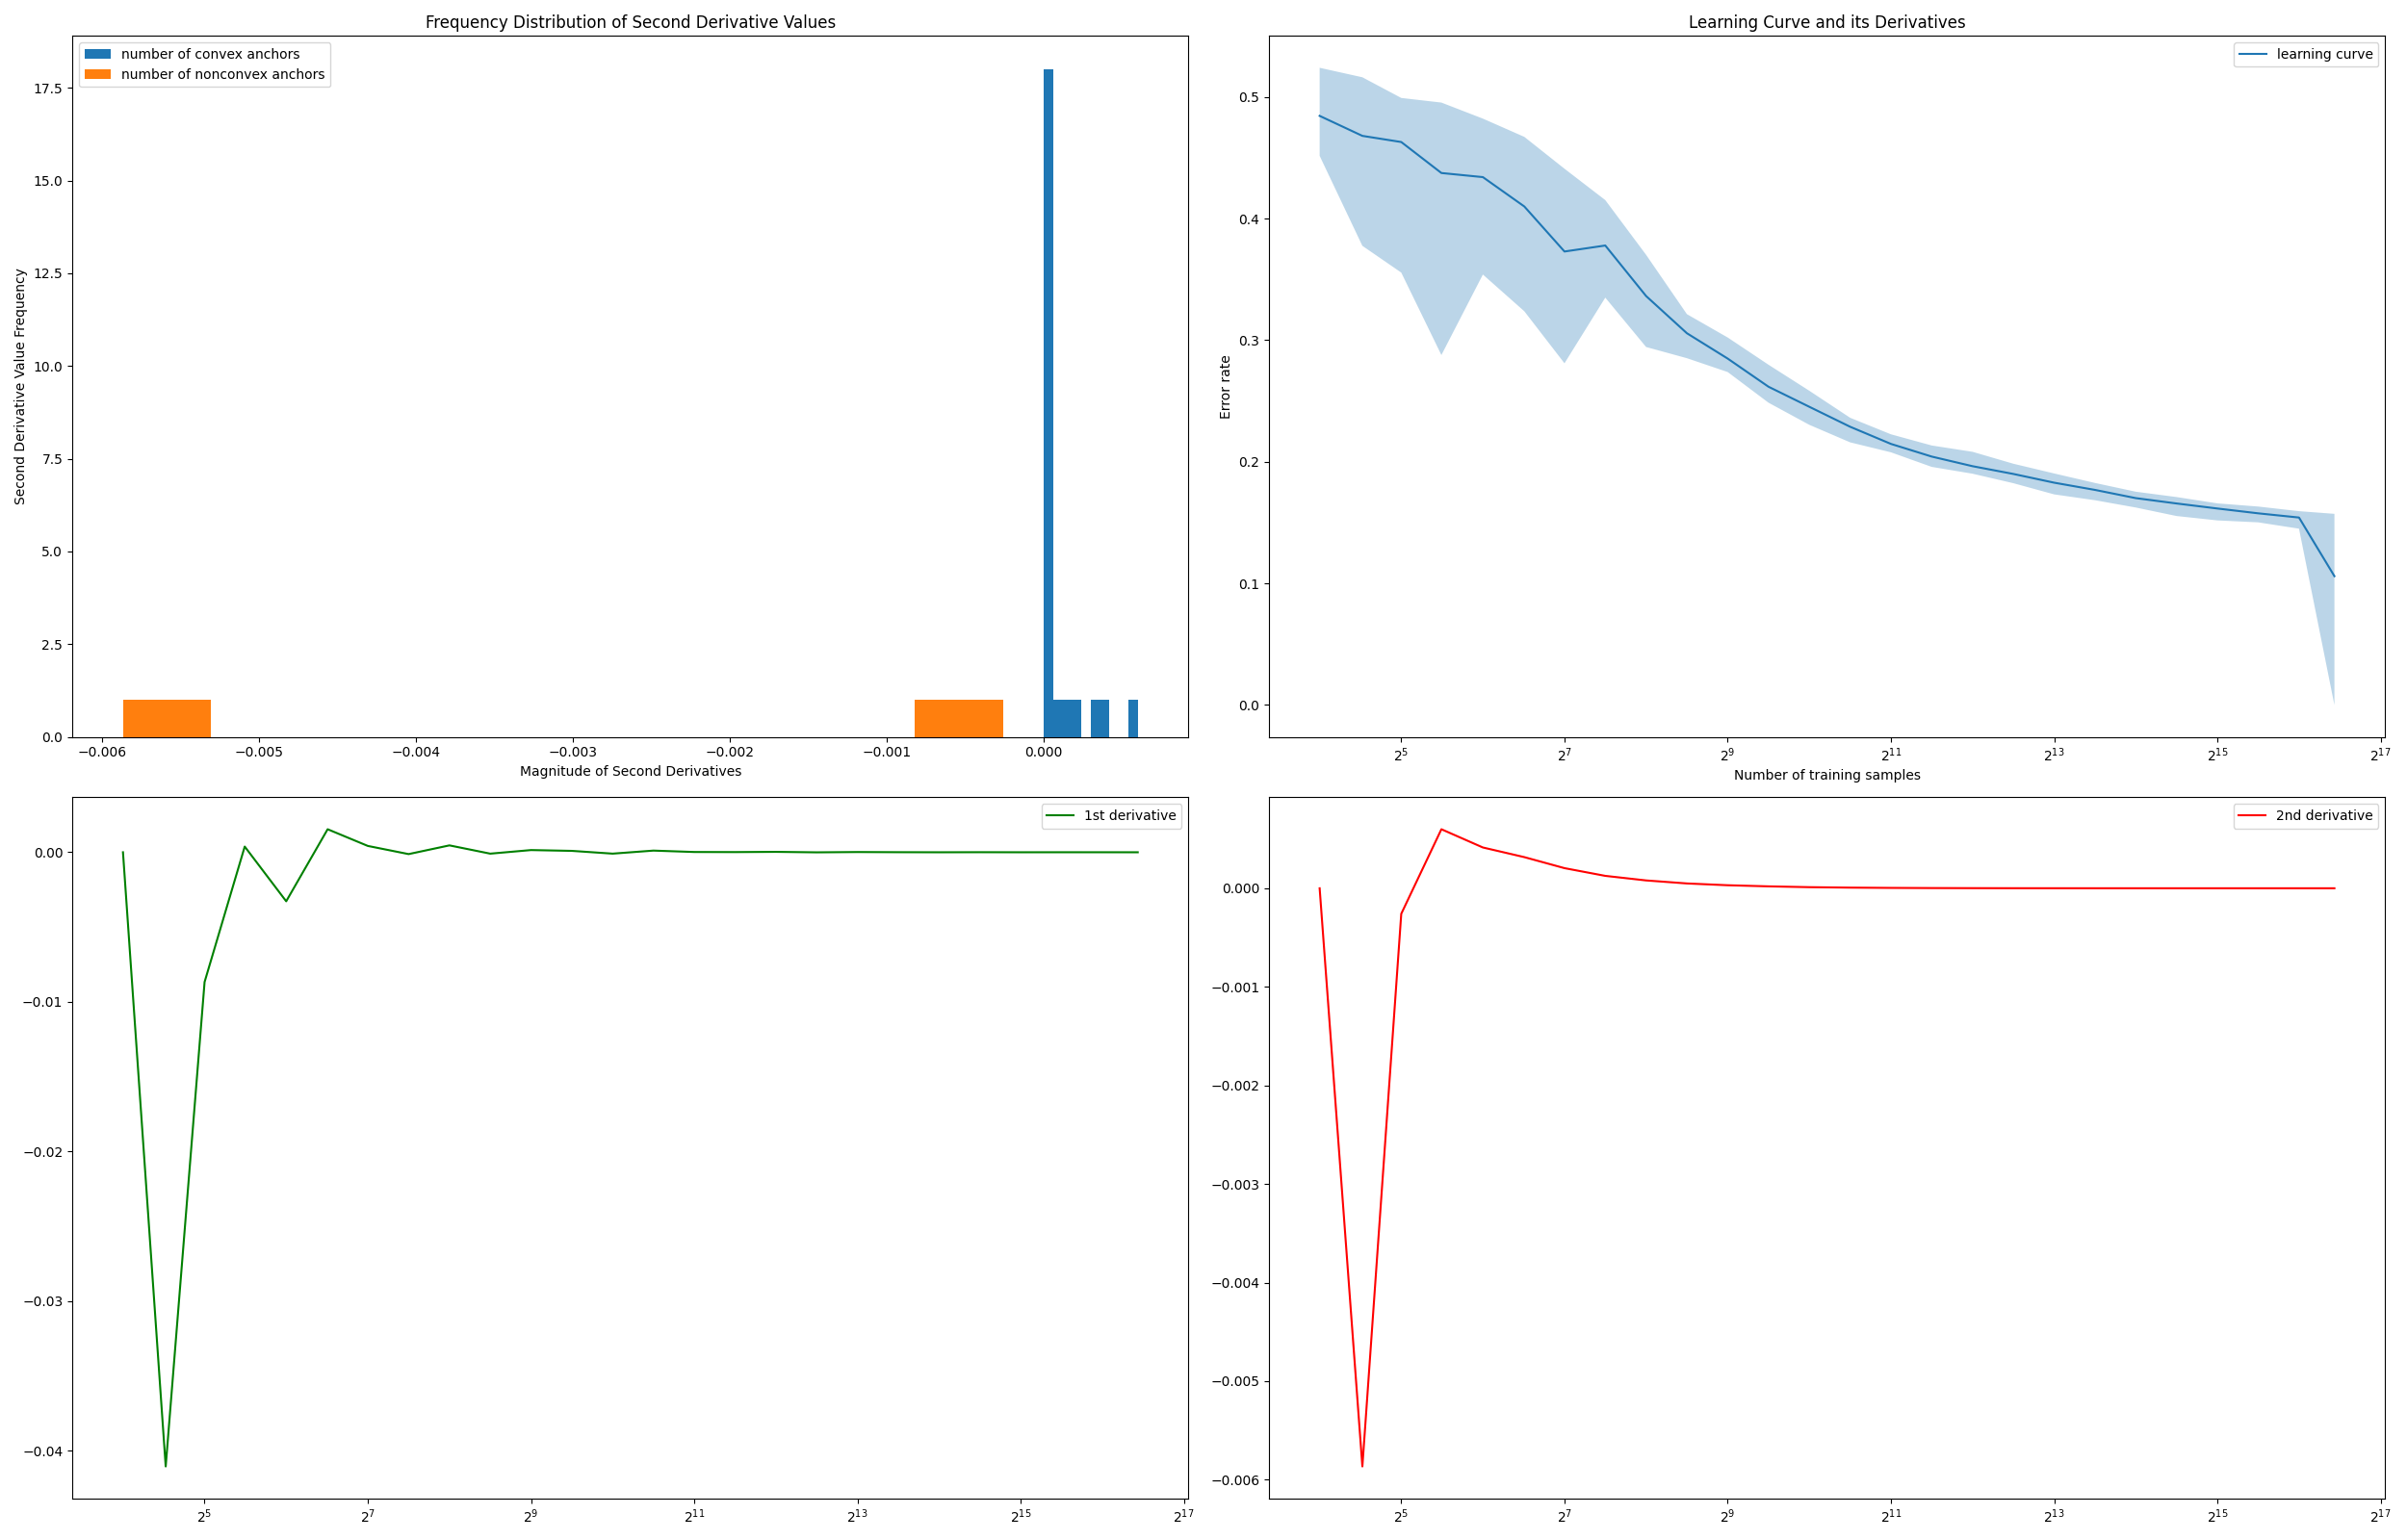 Frequency Distribution of Second Derivative Values
number of convex anchors
number of nonconvex anchors
Second Derivative Value Frequency
17.5
15.0
12.5
10.0
7.5
5.0
2.5
0.0
−0.006 −0.005 −0.004 −0.003 −0.002 −0.001 0.000
Magnitude of Second Derivatives
Learning Curve and its Derivatives
learning curve
Error rate
0.5
0.4
0.3
0.2
0.1
0.0
2^5 2^7 2^9 2^11 2^13 2^15 2^17
Number of training samples
1st derivative
0.00
−0.01
−0.02
−0.03
−0.04
2^5 2^7 2^9 2^11 2^13 2^15 2^17
2nd derivative
0.000
−0.001
−0.002
−0.003
−0.004
−0.005
−0.006
2^5 2^7 2^9 2^11 2^13 2^15 2^17